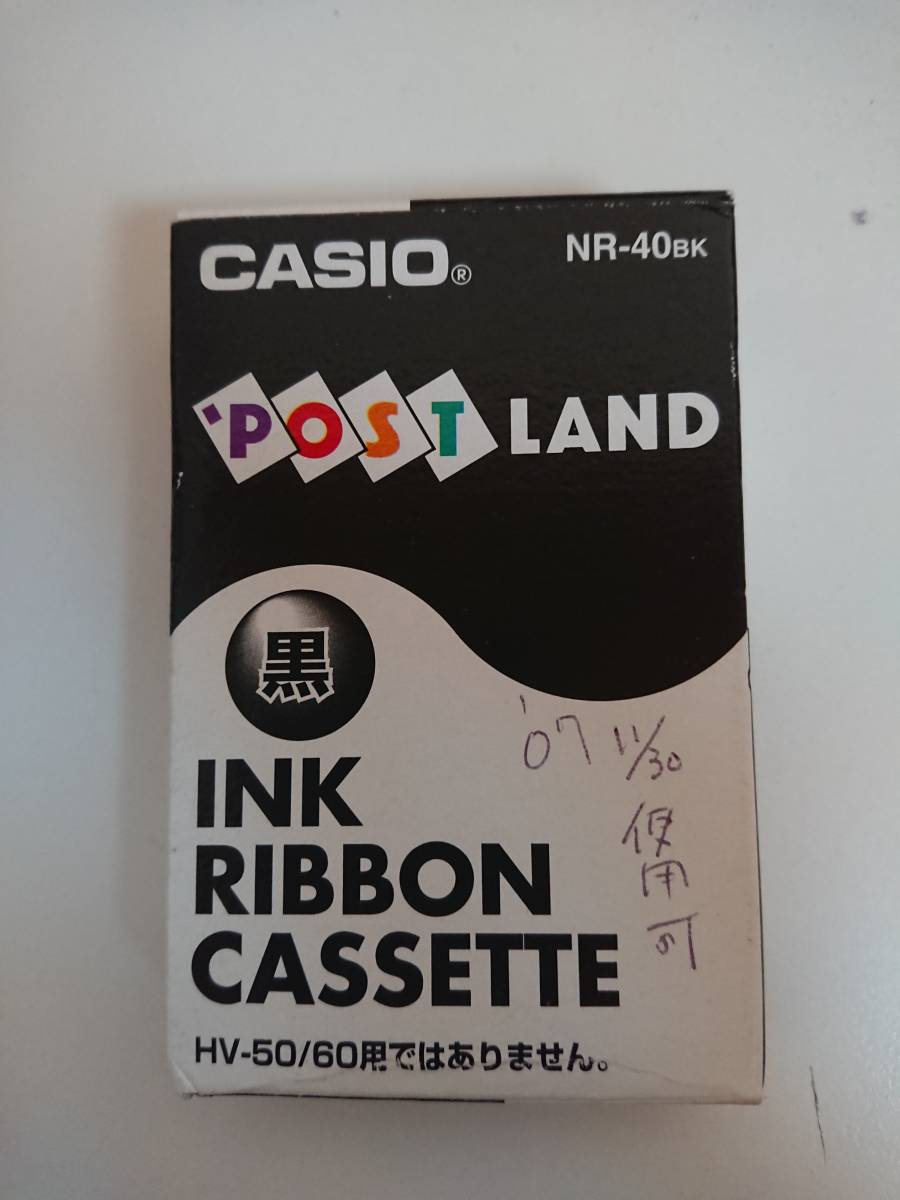 CASIO®
NR-40BK
'POST LAND
黒
INK
RIBBON
CASSETTE
'07 11/30
使用可
HV-50/60用ではありません。